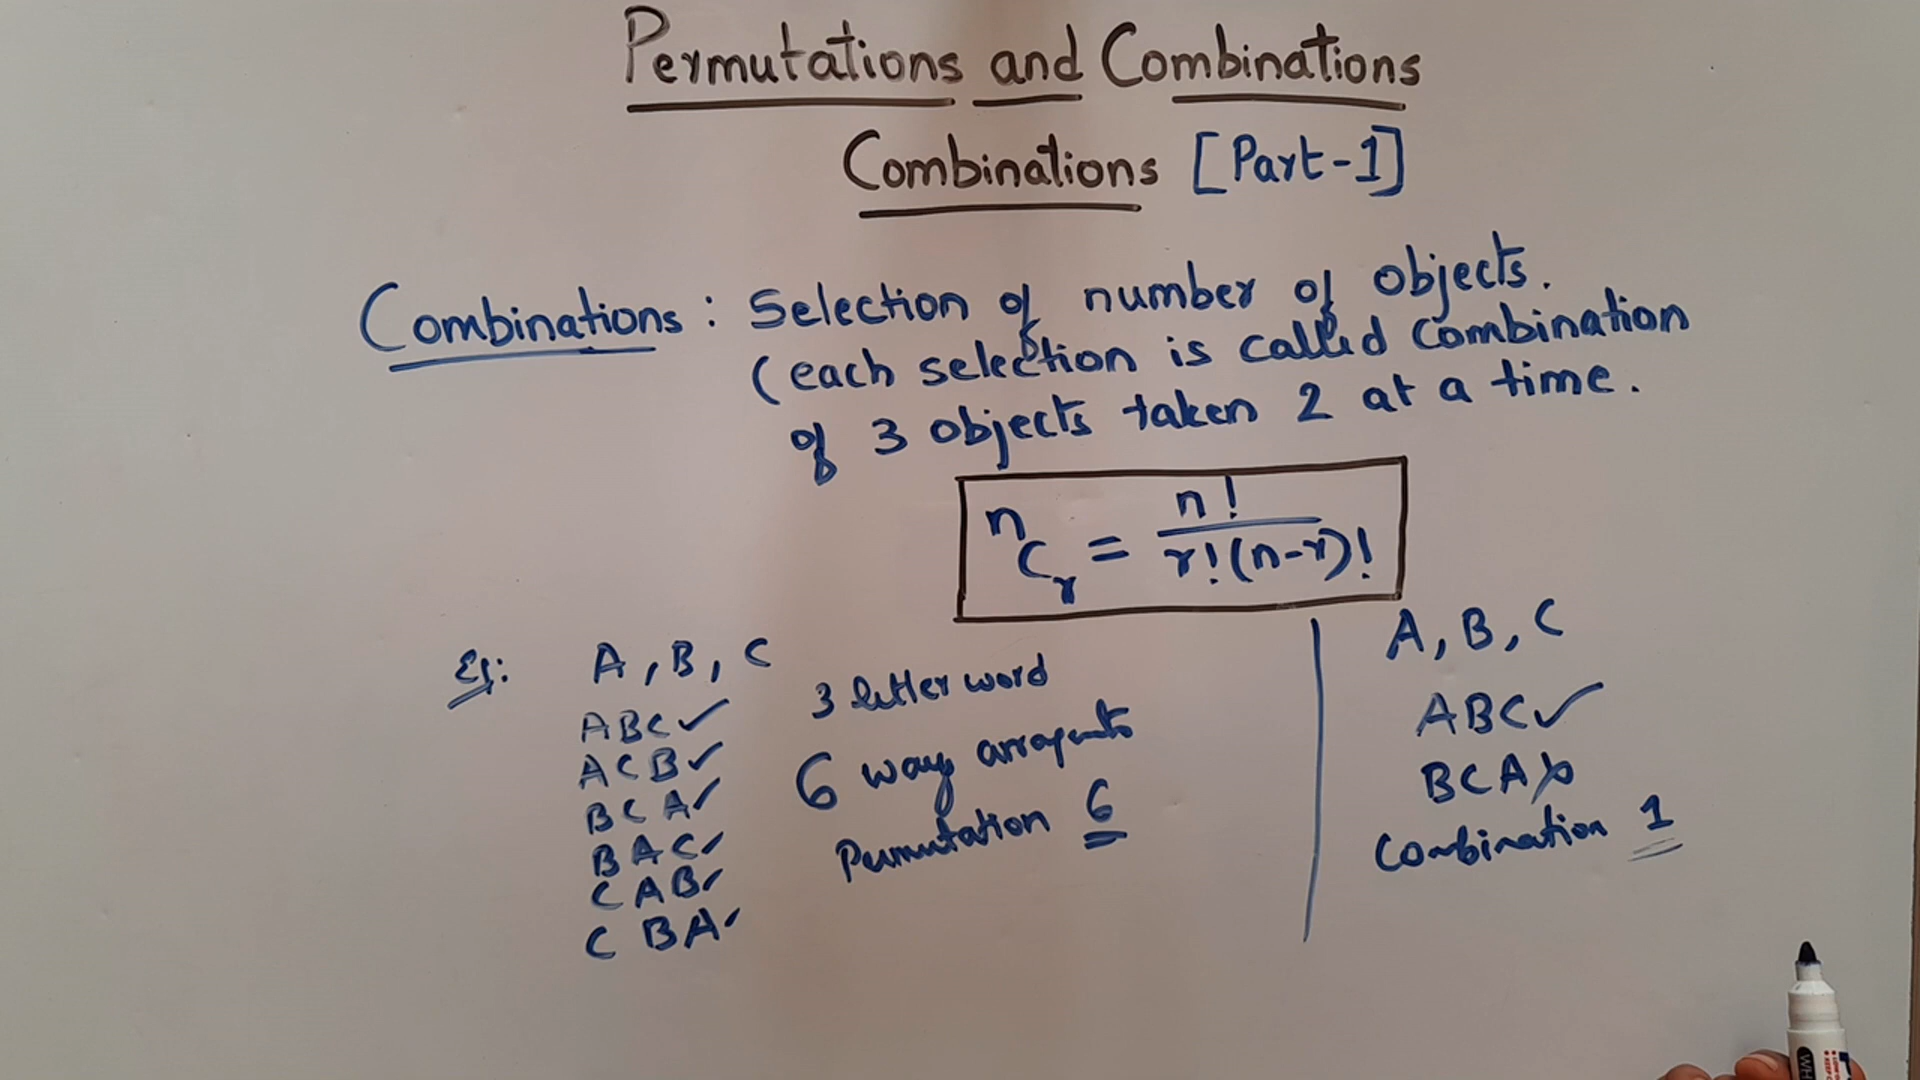 Permutations and Combinations
Combinations [Part-1]
Combinations : Selection of number of objects.
(each selection is called combination
of 3 objects taken 2 at a time.
nCr = n! / r!(n-r)!
Eg: A, B, C
3 letter word
ABC✓
ACB✓
BCA✓
BAC✓
CAB✓
CBA✓
6 ways
Permutation 6
A, B, C
ABC✓
BCA✗
Combination 1
WH